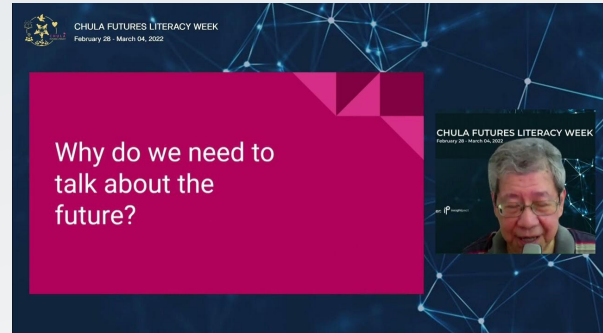 CHULA FUTURES LITERACY WEEK
February 28 - March 04, 2022
Why do we need to
talk about the
future?
CHULA FUTURES LITERACY WEEK
February 28 - March 04, 2022